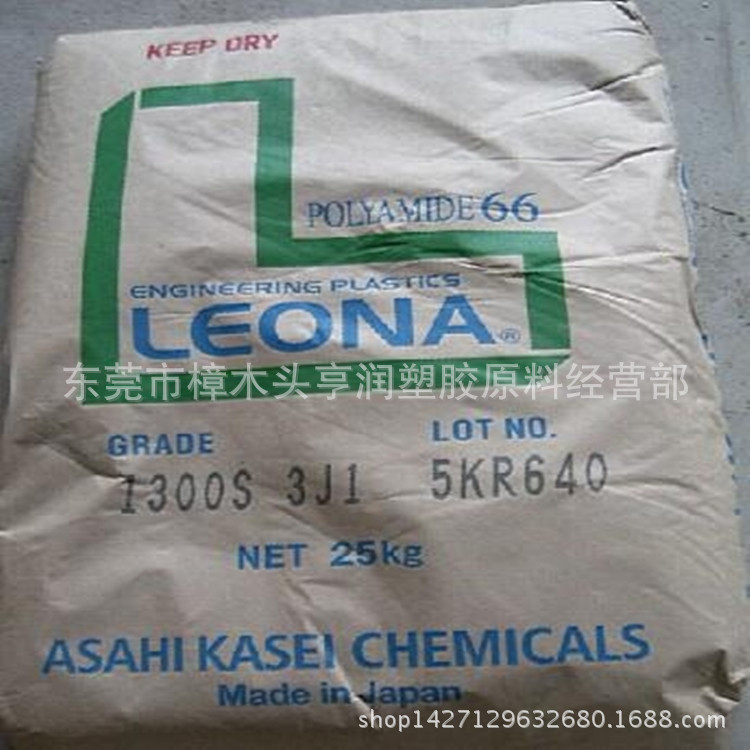 KEEP DRY
POLYAMIDE 66
ENGINEERING PLASTICS
LEONA®
东莞市樟木头亨润塑胶原料经营部
GRADE LOT NO.
1300S 3J1 5KR640
NET 25kg
ASAHI KASEI CHEMICALS
Made in Japan
shop1427129632680.1688.com